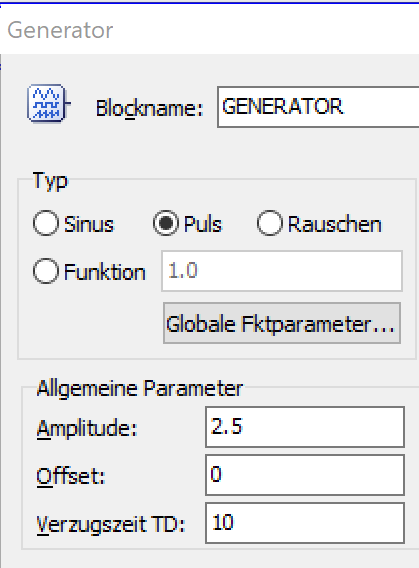 Generator
Blockname: GENERATOR
Typ
Sinus Puls Rauschen
Funktion 1.0
Globale Fktparameter...
Allgemeine Parameter
Amplitude: 2.5
Offset: 0
Verzugszeit TD: 10